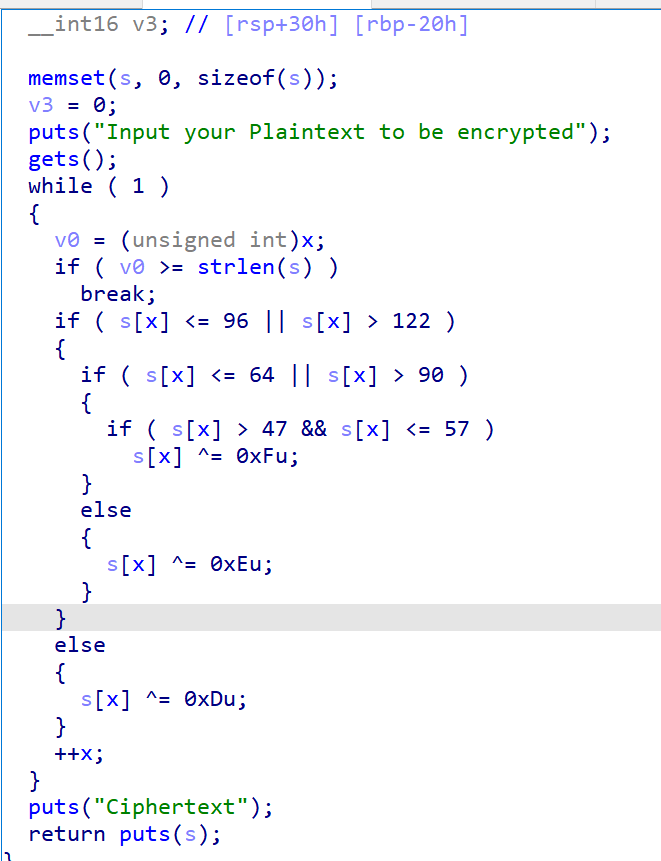 __int16 v3; // [rsp+30h] [rbp-20h]
memset(s, 0, sizeof(s));
v3 = 0;
puts("Input your Plaintext to be encrypted");
gets();
while ( 1 )
{
v0 = (unsigned int)x;
if ( v0 >= strlen(s) )
break;
if ( s[x] <= 96 || s[x] > 122 )
{
if ( s[x] <= 64 || s[x] > 90 )
{
if ( s[x] > 47 && s[x] <= 57 )
s[x] ^= 0xFu;
}
else
{
s[x] ^= 0xEu;
}
}
else
{
s[x] ^= 0xDu;
}
++x;
}
puts("Ciphertext");
return puts(s);
}